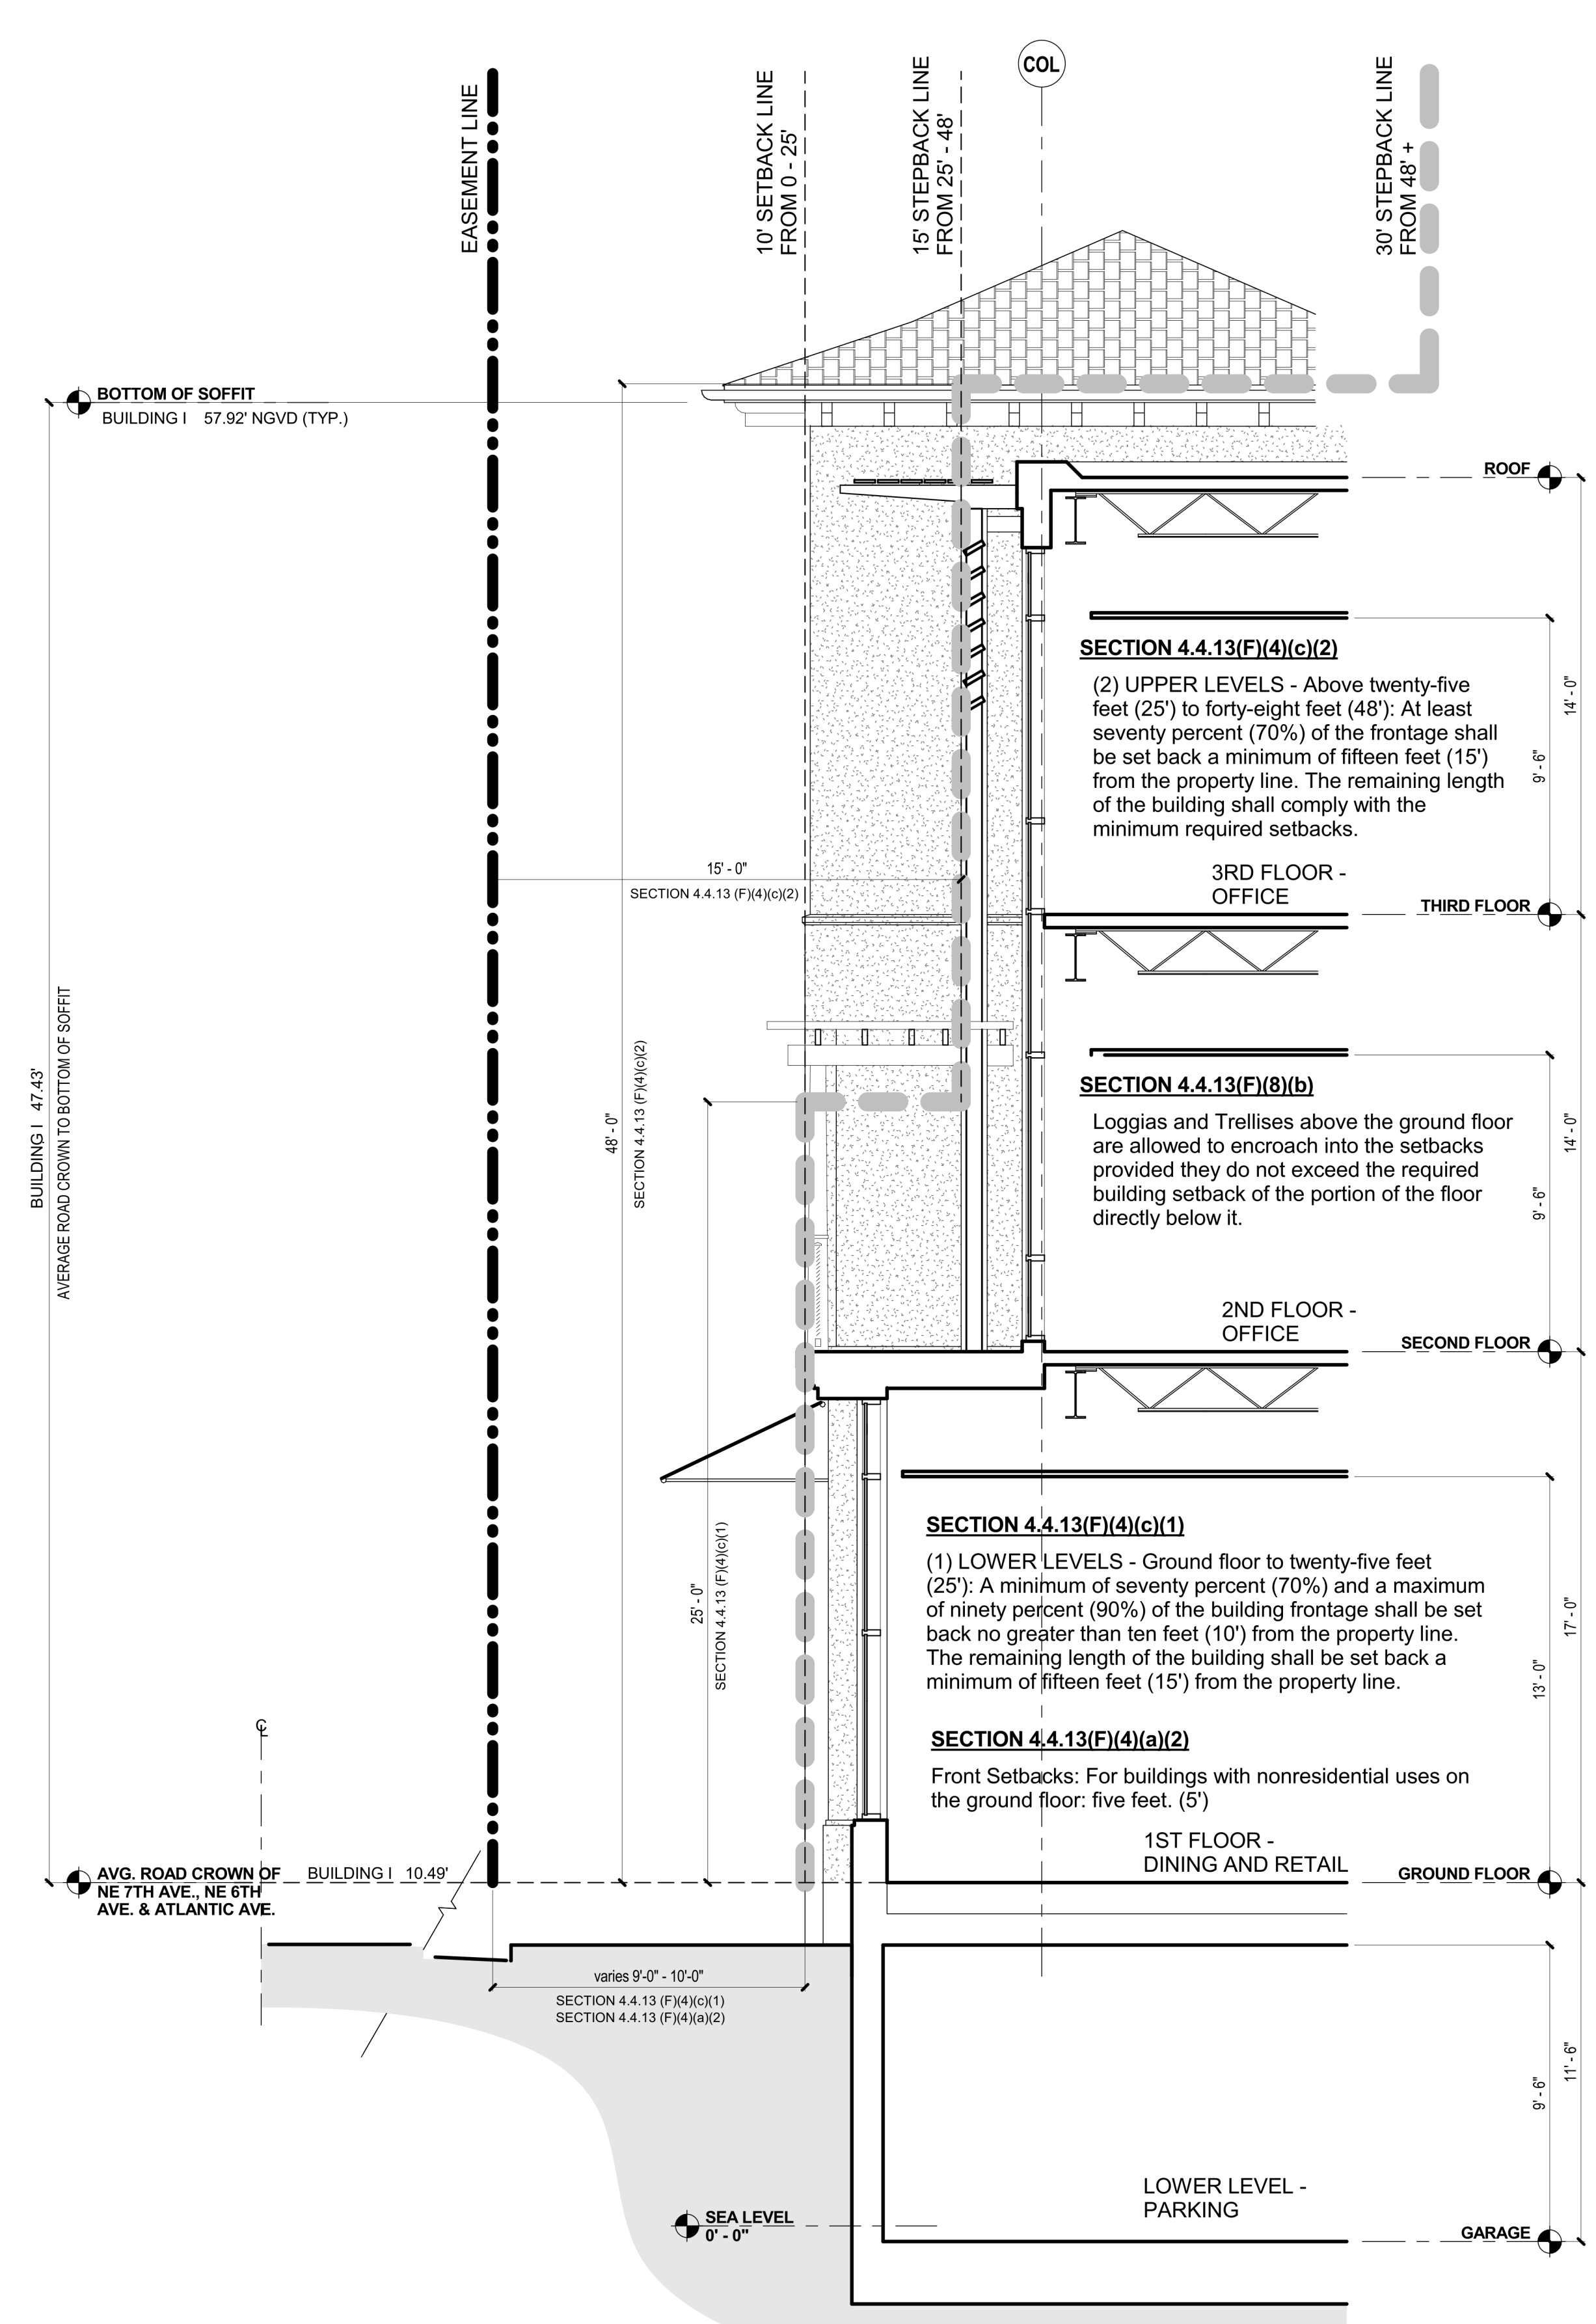 COL
EASEMENT LINE
10' SETBACK LINE
FROM 0 - 25'
15' STEPBACK LINE
FROM 25' - 48'
30' STEPBACK LINE
FROM 48' +
BOTTOM OF SOFFIT
BUILDING I 57.92' NGVD (TYP.)
ROOF
SECTION 4.4.13(F)(4)(c)(2)
(2) UPPER LEVELS - Above twenty-five
feet (25') to forty-eight feet (48'): At least
seventy percent (70%) of the frontage shall
be set back a minimum of fifteen feet (15')
from the property line. The remaining length
of the building shall comply with the
minimum required setbacks.
14' - 0"
9' - 6"
15' - 0"
SECTION 4.4.13 (F)(4)(c)(2)
3RD FLOOR -
OFFICE
THIRD FLOOR
BUILDING I 47.43'
AVERAGE ROAD CROWN TO BOTTOM OF SOFFIT
48' - 0"
SECTION 4.4.13 (F)(4)(c)(2)
SECTION 4.4.13(F)(8)(b)
Loggias and Trellises above the ground floor
are allowed to encroach into the setbacks
provided they do not exceed the required
building setback of the portion of the floor
directly below it.
14' - 0"
9' - 6"
2ND FLOOR -
OFFICE
SECOND FLOOR
25' - 0"
SECTION 4.4.13 (F)(4)(c)(1)
SECTION 4.4.13(F)(4)(c)(1)
(1) LOWER LEVELS - Ground floor to twenty-five feet
(25'): A minimum of seventy percent (70%) and a maximum
of ninety percent (90%) of the building frontage shall be set
back no greater than ten feet (10') from the property line.
The remaining length of the building shall be set back a
minimum of fifteen feet (15') from the property line.
17' - 0"
13' - 0"
SECTION 4.4.13(F)(4)(a)(2)
Front Setbacks: For buildings with nonresidential uses on
the ground floor: five feet. (5')
CL
1ST FLOOR -
DINING AND RETAIL
GROUND FLOOR
AVG. ROAD CROWN OF
NE 7TH AVE., NE 6TH
AVE. & ATLANTIC AVE.
BUILDING I 10.49'
varies 9'-0" - 10'-0"
SECTION 4.4.13 (F)(4)(c)(1)
SECTION 4.4.13 (F)(4)(a)(2)
11' - 6"
9' - 6"
LOWER LEVEL -
PARKING
SEA LEVEL
0' - 0"
GARAGE